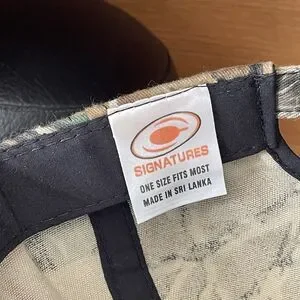 SIGNATURES
ONE SIZE FITS MOST
MADE IN SRI LANKA